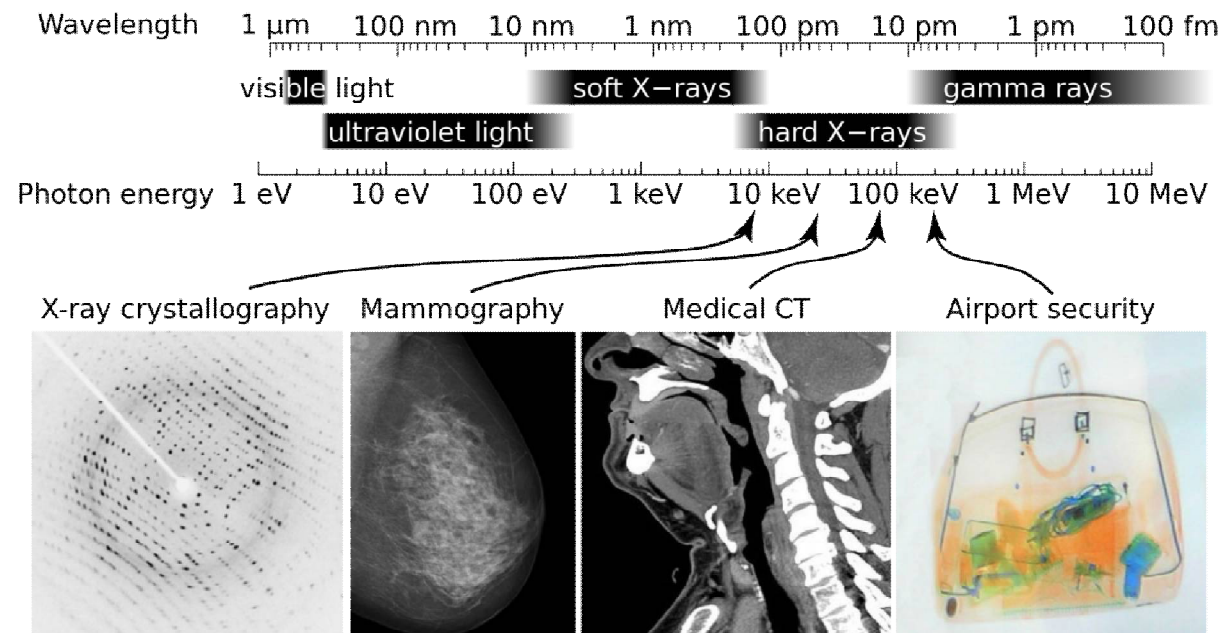 Wavelength 1 μm 100 nm 10 nm 1 nm 100 pm 10 pm 1 pm 100 fm
visible light soft X−rays gamma rays
ultraviolet light hard X−rays
Photon energy 1 eV 10 eV 100 eV 1 keV 10 keV 100 keV 1 MeV 10 MeV
X-ray crystallography Mammography Medical CT Airport security